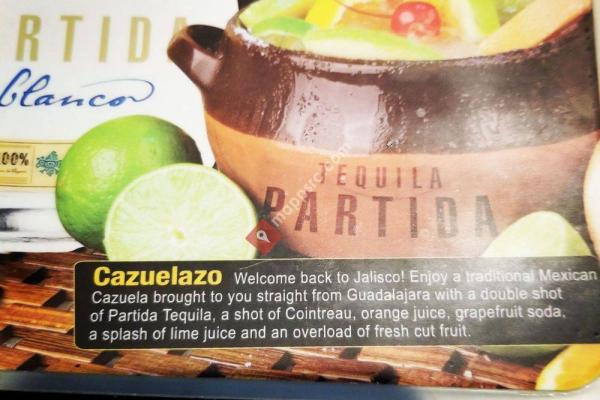 RTIDA
blanco
100%
TEQUILA
PARTIDA
Cazuelazo Welcome back to Jalisco! Enjoy a traditional Mexican
Cazuela brought to you straight from Guadalajara with a double shot
of Partida Tequila, a shot of Cointreau, orange juice, grapefruit soda,
a splash of lime juice and an overload of fresh cut fruit.